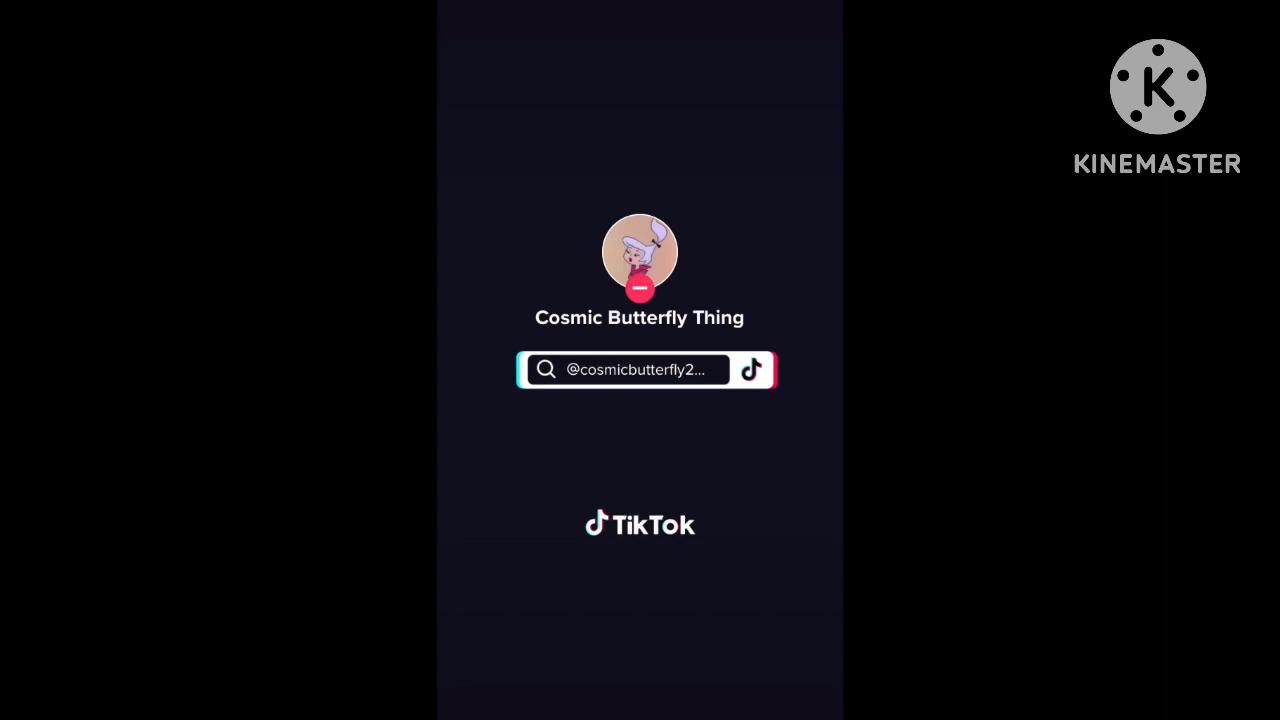 K
KINEMASTER
Cosmic Butterfly Thing
@cosmicbutterfly2...
TikTok